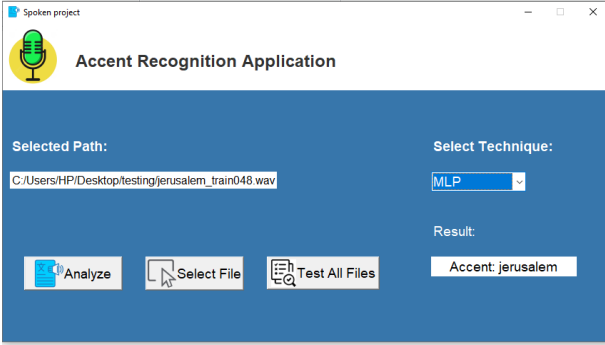 Spoken project
Accent Recognition Application
Selected Path:
Select Technique:
C:/Users/HP/Desktop/testing/jerusalem_train048.wav
MLP
Result:
Accent: jerusalem
Analyze
Select File
Test All Files